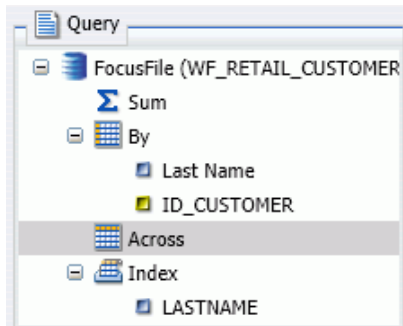 Query
FocusFile (WF_RETAIL_CUSTOMER
Sum
By
Last Name
ID_CUSTOMER
Across
Index
LASTNAME